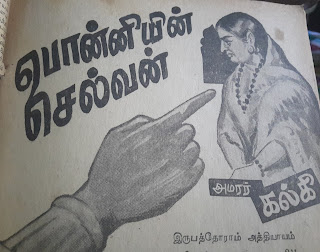 பொன்னியின்
செல்வன்
அமரர்
கல்கி
இருபத்தோராம் அத்தியாயம்